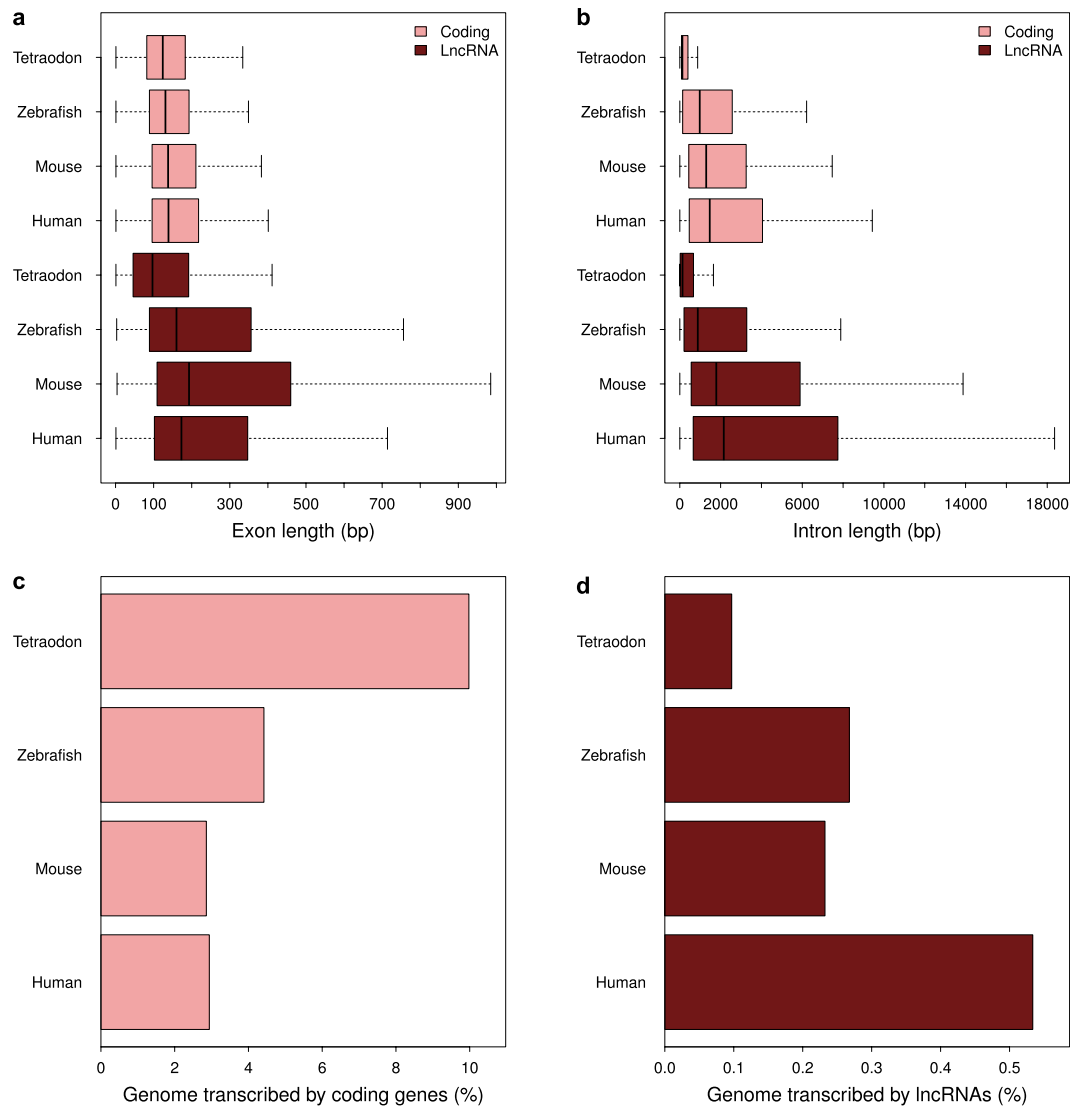 a
Coding
LncRNA
Tetraodon
Zebrafish
Mouse
Human
Tetraodon
Zebrafish
Mouse
Human
0 100 300 500 700 900
Exon length (bp)
b
Coding
LncRNA
Tetraodon
Zebrafish
Mouse
Human
Tetraodon
Zebrafish
Mouse
Human
0 2000 6000 10000 14000 18000
Intron length (bp)
c
Tetraodon
Zebrafish
Mouse
Human
0 2 4 6 8 10
Genome transcribed by coding genes (%)
d
Tetraodon
Zebrafish
Mouse
Human
0.0 0.1 0.2 0.3 0.4 0.5
Genome transcribed by lncRNAs (%)